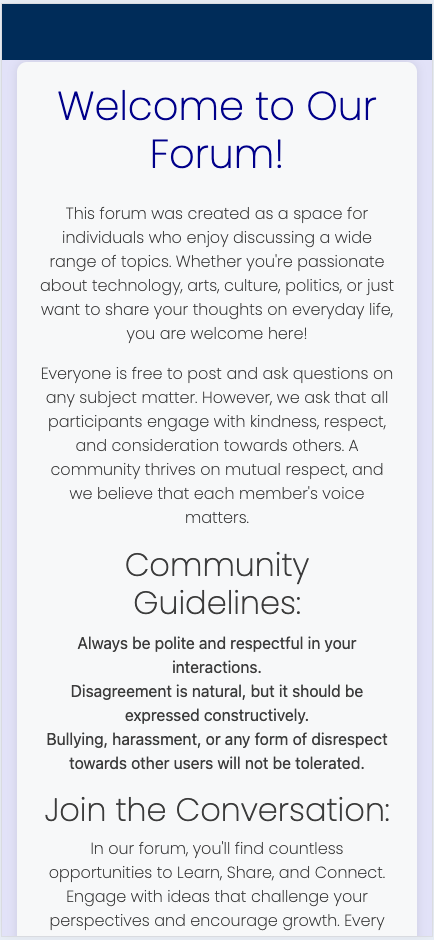 Welcome to Our
Forum!
This forum was created as a space for
individuals who enjoy discussing a wide
range of topics. Whether you're passionate
about technology, arts, culture, politics, or just
want to share your thoughts on everyday life,
you are welcome here!
Everyone is free to post and ask questions on
any subject matter. However, we ask that all
participants engage with kindness, respect,
and consideration towards others. A
community thrives on mutual respect, and
we believe that each member's voice
matters.
Community
Guidelines:
Always be polite and respectful in your
interactions.
Disagreement is natural, but it should be
expressed constructively.
Bullying, harassment, or any form of disrespect
towards other users will not be tolerated.
Join the Conversation:
In our forum, you'll find countless
opportunities to Learn, Share, and Connect.
Engage with ideas that challenge your
perspectives and encourage growth. Every